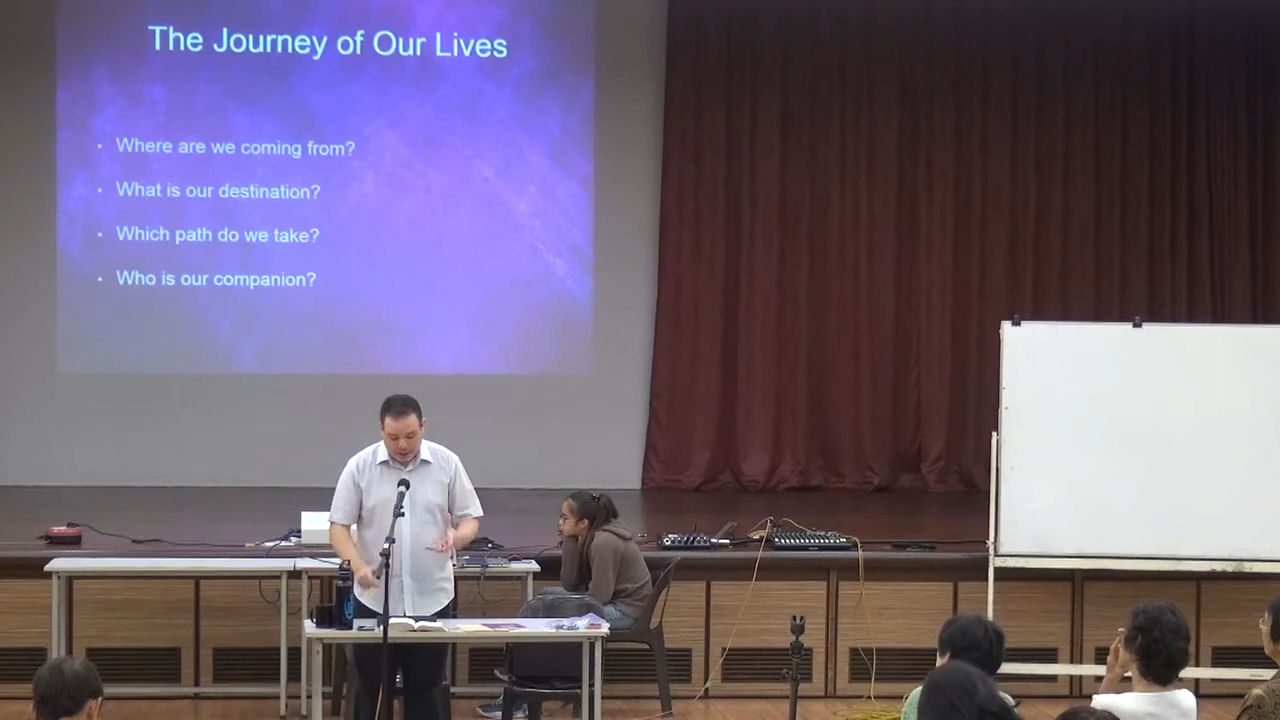 The Journey of Our Lives
• Where are we coming from?
• What is our destination?
• Which path do we take?
• Who is our companion?